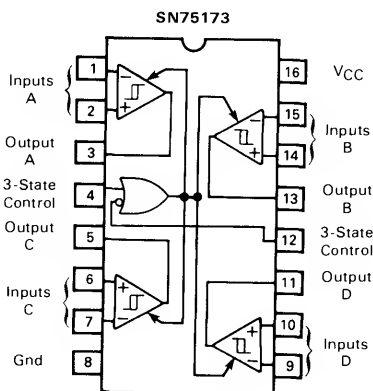 SN75173
Inputs
A
1
2
Output
A
3
3-State
Control
4
Output
C
5
Inputs
C
6
7
Gnd
8
16
VCC
15
14
Inputs
B
13
Output
B
12
3-State
Control
11
Output
D
10
9
Inputs
D
− +
− +
+ −
+ −